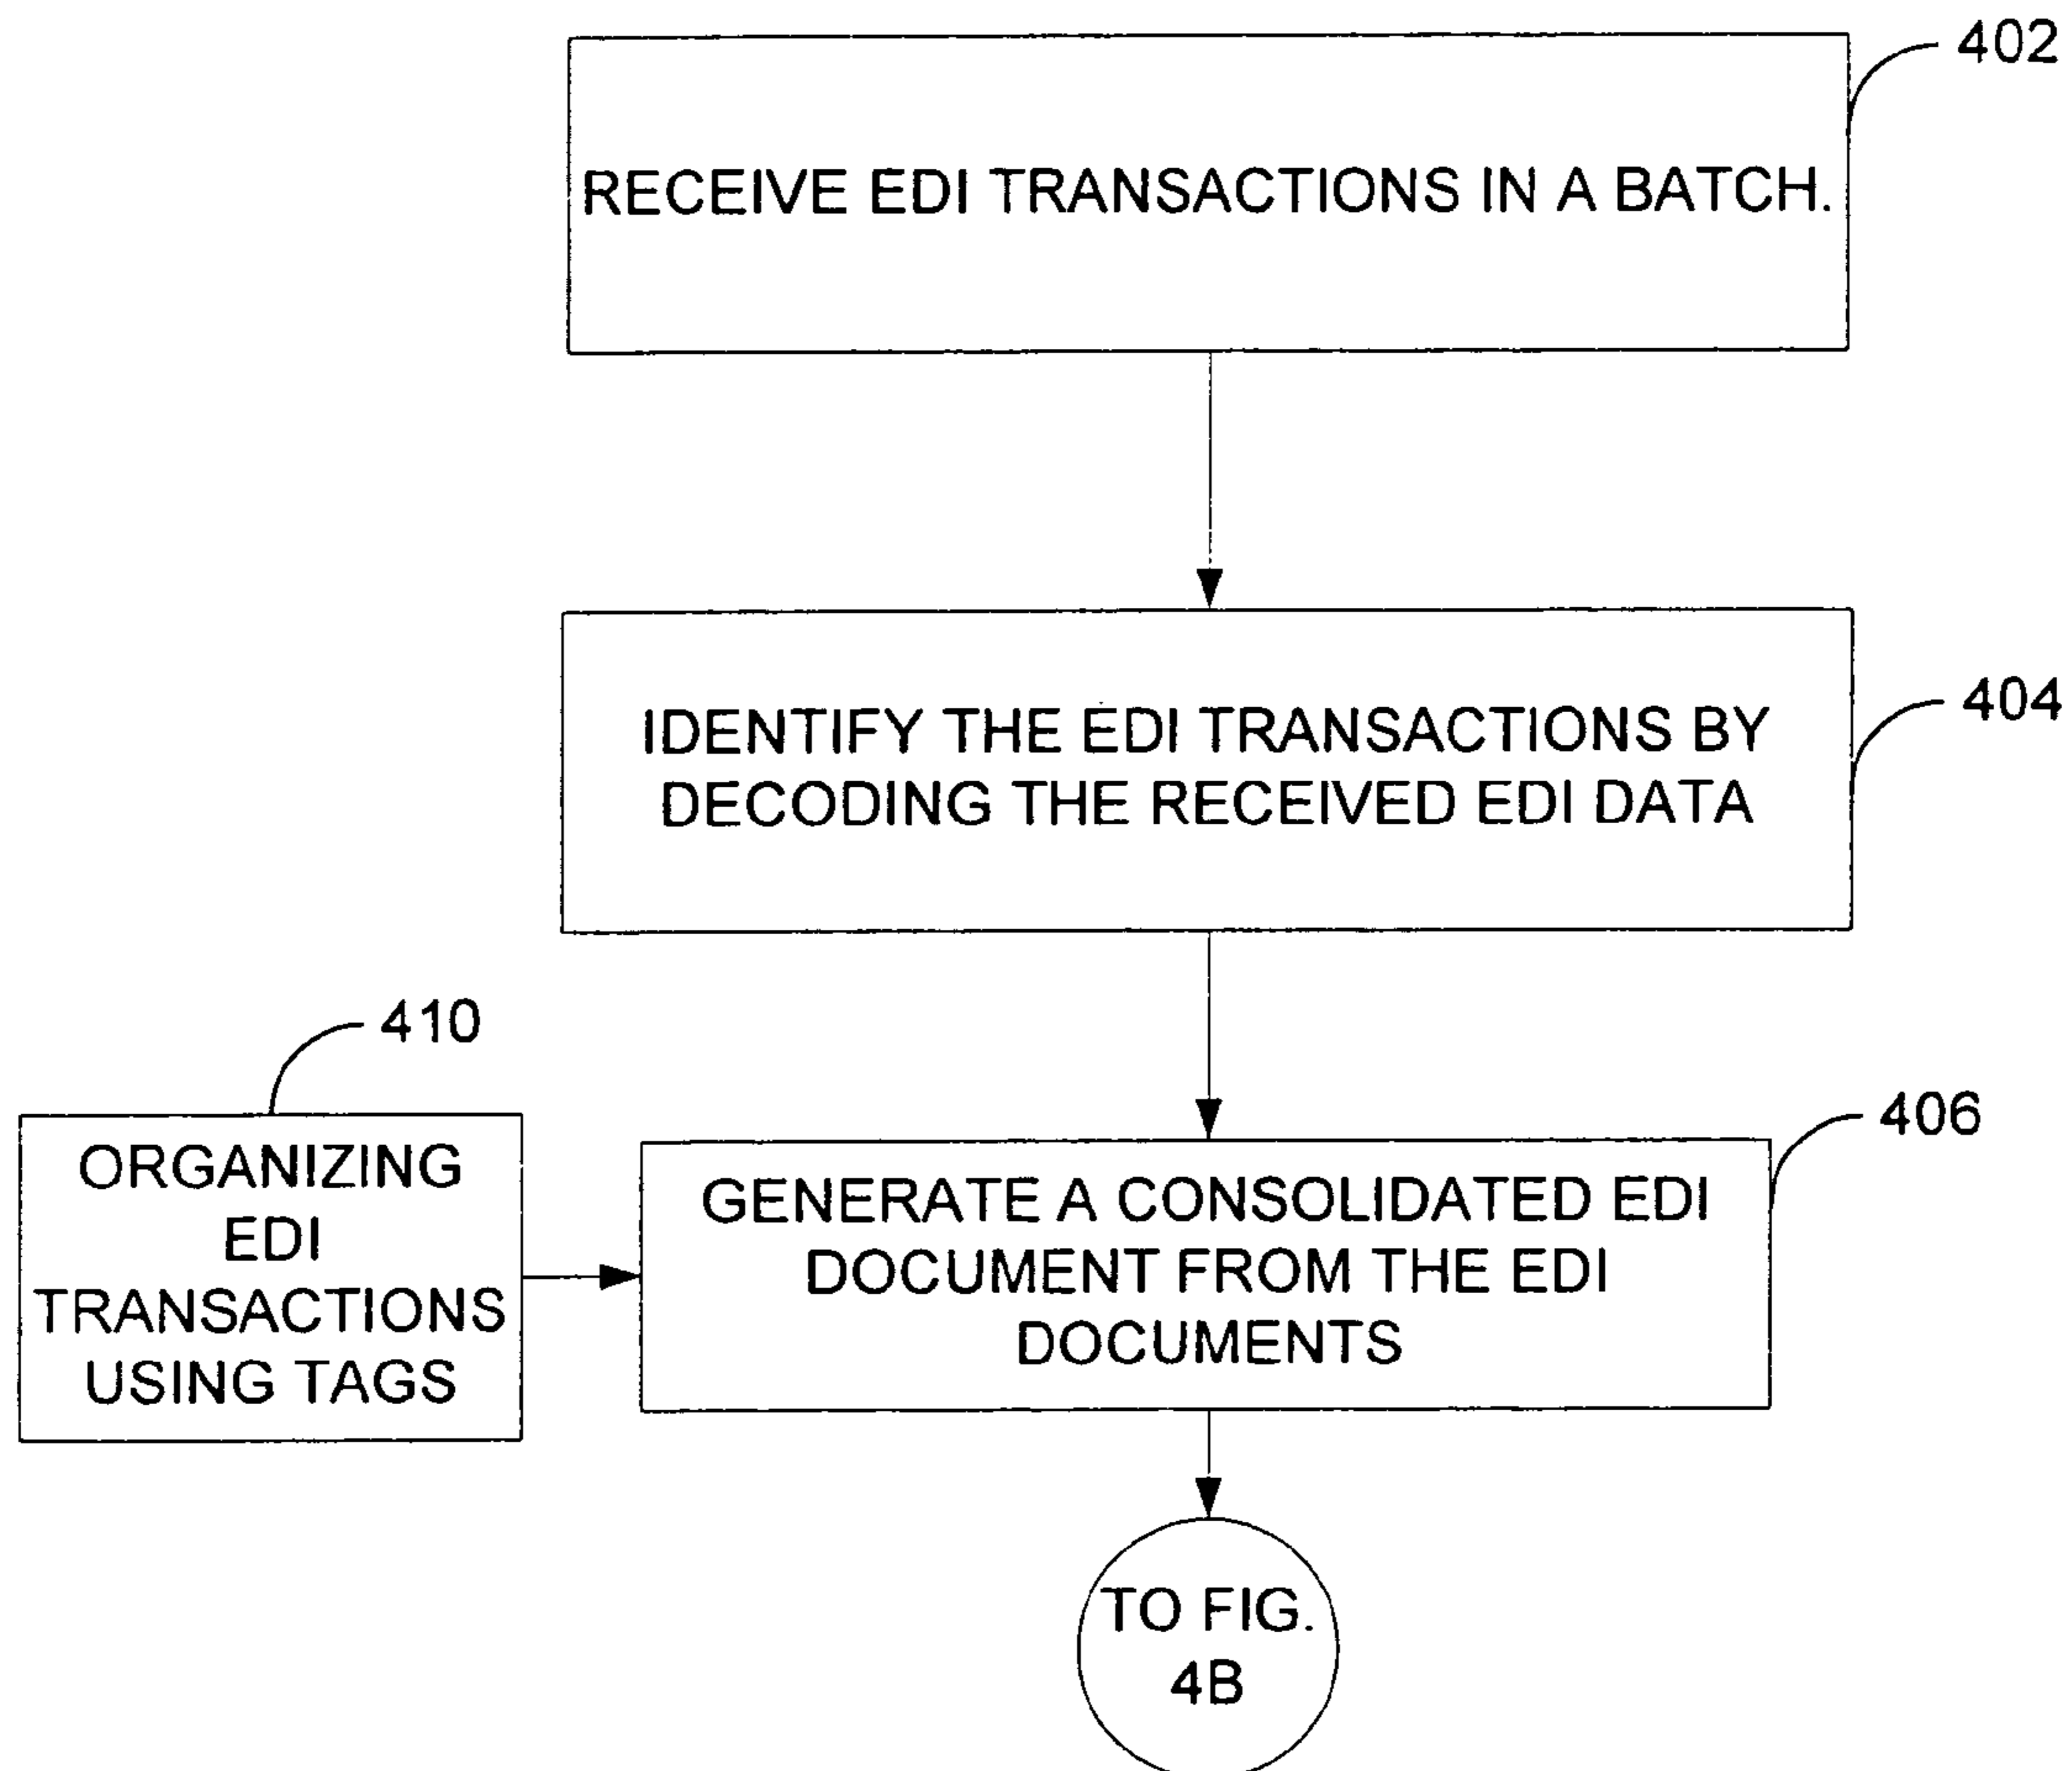 402
RECEIVE EDI TRANSACTIONS IN A BATCH.
404
IDENTIFY THE EDI TRANSACTIONS BY
DECODING THE RECEIVED EDI DATA
410
ORGANIZING
EDI
TRANSACTIONS
USING TAGS
406
GENERATE A CONSOLIDATED EDI
DOCUMENT FROM THE EDI
DOCUMENTS
TO FIG.
4B